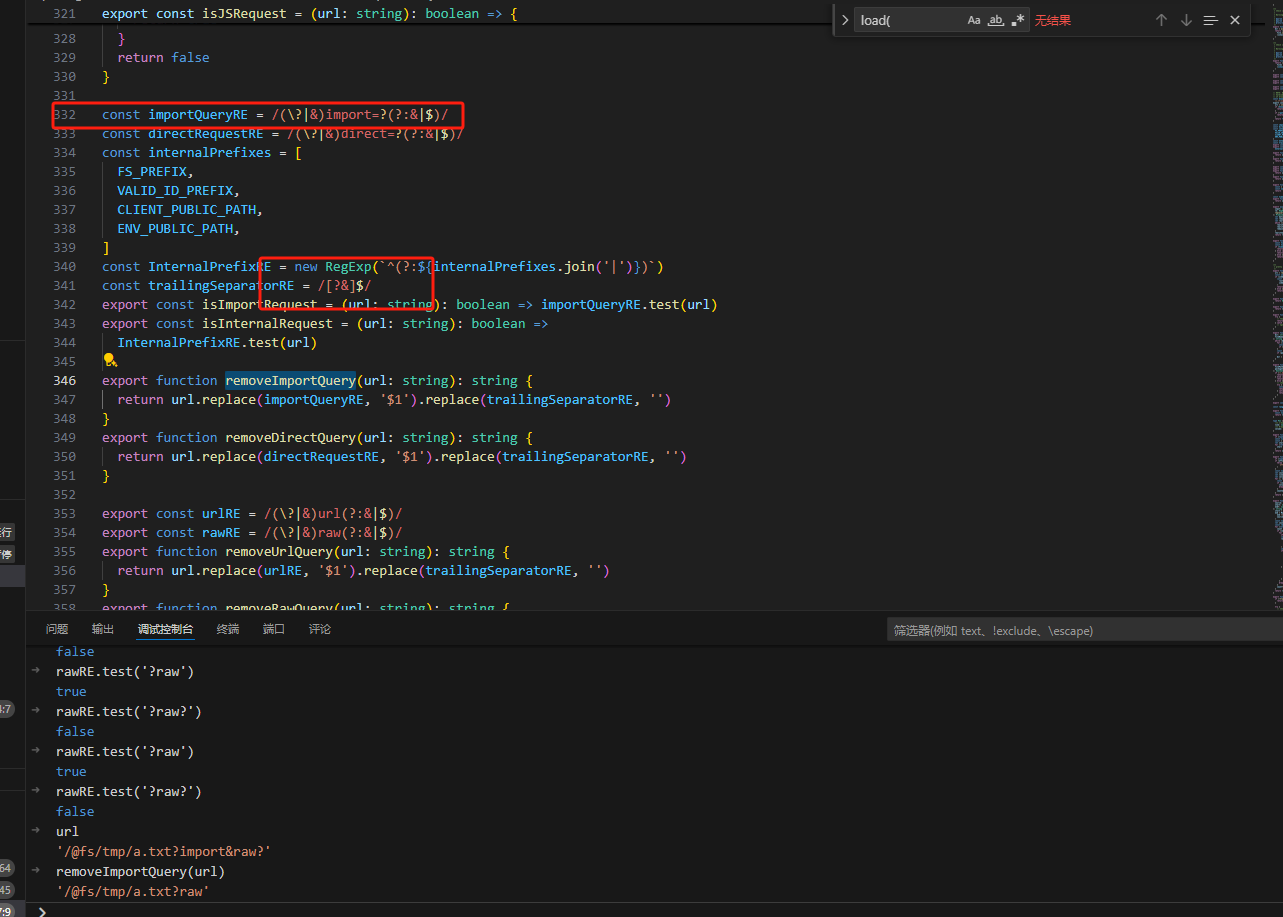 321 export const isJSRequest = (url: string): boolean => {
load( Aa ab .* 无结果
328 }
329 return false
330 }
331
332 const importQueryRE = /(\?|&)import=?(?:&|$)/
333 const directRequestRE = /(\?|&)direct=?(?:&|$)/
334 const internalPrefixes = [
335 FS_PREFIX,
336 VALID_ID_PREFIX,
337 CLIENT_PUBLIC_PATH,
338 ENV_PUBLIC_PATH,
339 ]
340 const InternalPrefixRE = new RegExp(`^(?:${internalPrefixes.join('|')})`)
341 const trailingSeparatorRE = /[?&]$/
342 export const isImportRequest = (url: string): boolean => importQueryRE.test(url)
343 export const isInternalRequest = (url: string): boolean =>
344 InternalPrefixRE.test(url)
345
346 export function removeImportQuery(url: string): string {
347 return url.replace(importQueryRE, '$1').replace(trailingSeparatorRE, '')
348 }
349 export function removeDirectQuery(url: string): string {
350 return url.replace(directRequestRE, '$1').replace(trailingSeparatorRE, '')
351 }
352
353 export const urlRE = /(\?|&)url(?:&|$)/
354 export const rawRE = /(\?|&)raw(?:&|$)/
355 export function removeUrlQuery(url: string): string {
356 return url.replace(urlRE, '$1').replace(trailingSeparatorRE, '')
357 }
358 export function removeRawQuery(url: string): string {
行
停
问题 输出 调试控制台 终端 端口 评论 筛选器(例如 text、!exclude、\escape)
false
rawRE.test('?raw')
true
:7
rawRE.test('?raw?')
false
rawRE.test('?raw')
true
rawRE.test('?raw?')
false
url
'/@fs/tmp/a.txt?import&raw?'
64
removeImportQuery(url)
45
'/@fs/tmp/a.txt?raw'
7:9